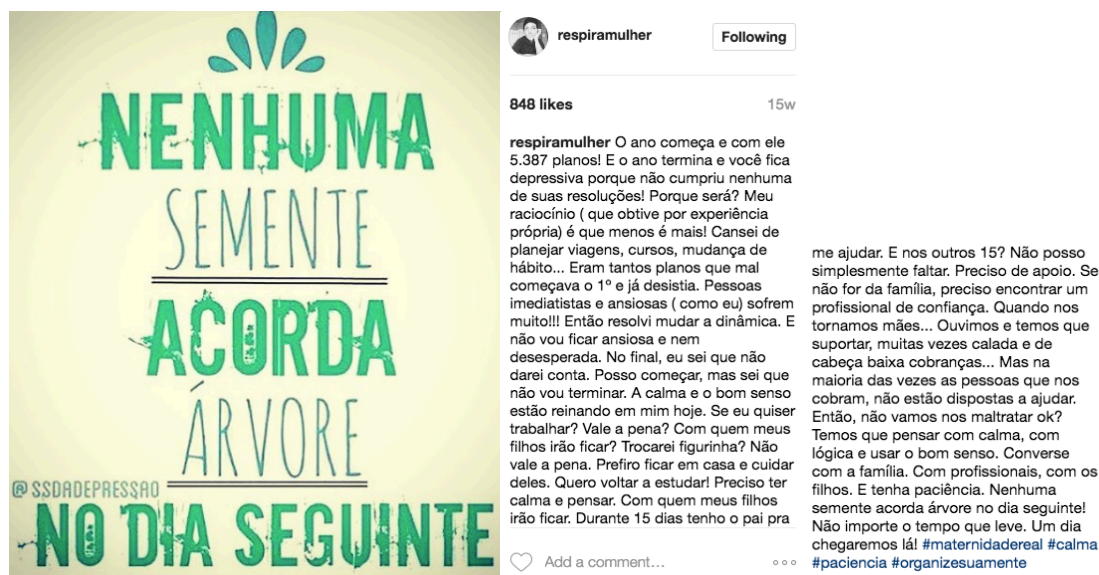 NENHUMA
SEMENTE
ACORDA
ÁRVORE
@SSDADEPRESSAO
NO DIA SEGUINTE
respiramulher
Following
848 likes
15w
respiramulher O ano começa e com ele
5.387 planos! E o ano termina e você fica
depressiva porque não cumpriu nenhuma
de suas resoluções! Porque será? Meu
raciocínio ( que obtive por experiência
própria) é que menos é mais! Cansei de
planejar viagens, cursos, mudança de
hábito... Eram tantos planos que mal
começava o 1º e já desistia. Pessoas
imediatistas e ansiosas ( como eu) sofrem
muito!!! Então resolvi mudar a dinâmica. E
não vou ficar ansiosa e nem
desesperada. No final, eu sei que não
darei conta. Posso começar, mas sei que
não vou terminar. A calma e o bom senso
estão reinando em mim hoje. Se eu quiser
trabalhar? Vale a pena? Com quem meus
filhos irão ficar? Trocarei figurinha? Não
vale a pena. Prefiro ficar em casa e cuidar
deles. Quero voltar a estudar! Preciso ter
calma e pensar. Com quem meus filhos
irão ficar. Durante 15 dias tenho o pai pra
Add a comment...
me ajudar. E nos outros 15? Não posso
simplesmente faltar. Preciso de apoio. Se
não for da família, preciso encontrar um
profissional de confiança. Quando nos
tornamos mães... Ouvimos e temos que
suportar, muitas vezes calada e de
cabeça baixa cobranças... Mas na
maioria das vezes as pessoas que nos
cobram, não estão dispostas a ajudar.
Então, não vamos nos maltratar ok?
Temos que pensar com calma, com
lógica e usar o bom senso. Converse
com a família. Com profissionais, com os
filhos. E tenha paciência. Nenhuma
semente acorda árvore no dia seguinte!
Não importe o tempo que leve. Um dia
chegaremos lá! #maternidadereal #calma
#paciencia #organizesuamente